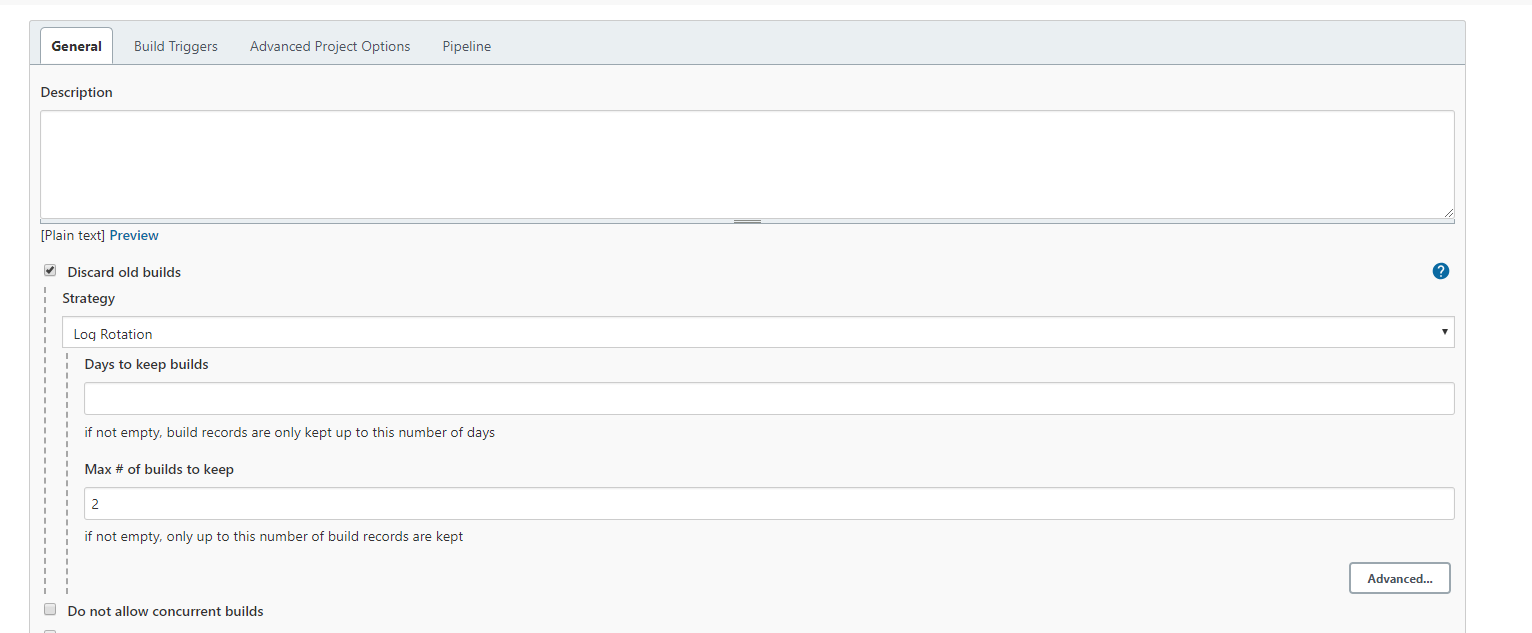 General Build Triggers Advanced Project Options Pipeline
Description
[Plain text] Preview
Discard old builds ?
Strategy
Log Rotation
Days to keep builds
if not empty, build records are only kept up to this number of days
Max # of builds to keep
2
if not empty, only up to this number of build records are kept
Advanced...
Do not allow concurrent builds